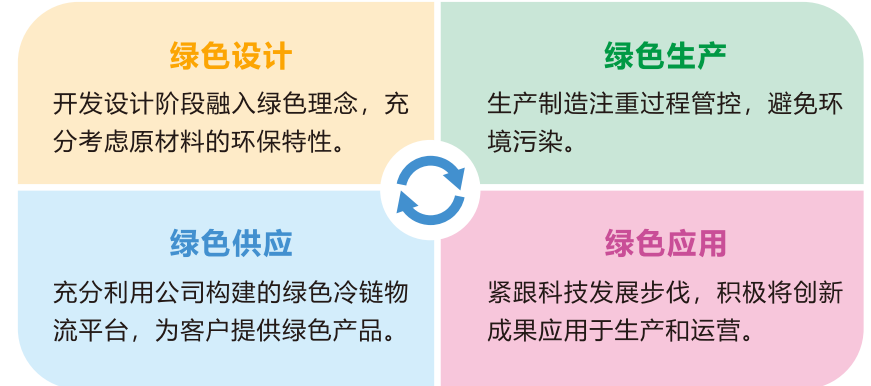 绿色设计
开发设计阶段融入绿色理念，充
分考虑原材料的环保特性。
绿色生产
生产制造注重过程管控，避免环
境污染。
绿色供应
充分利用公司构建的绿色冷链物
流平台，为客户提供绿色产品。
绿色应用
紧跟科技发展步伐，积极将创新
成果应用于生产和运营。